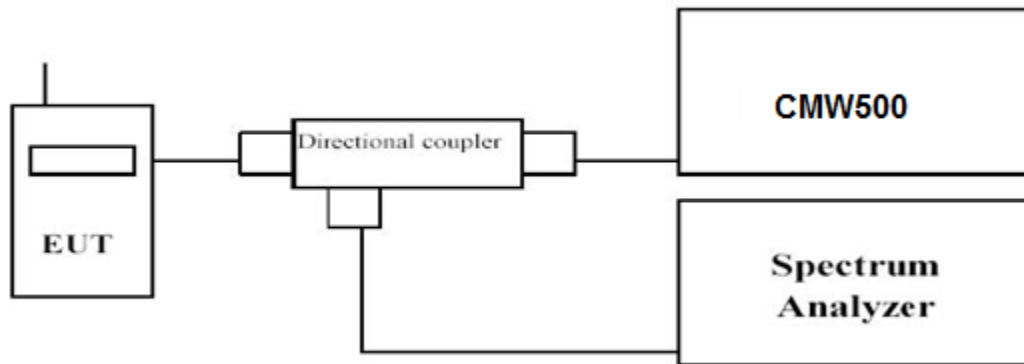 CMW500
Directional coupler
EUT
Spectrum
Analyzer